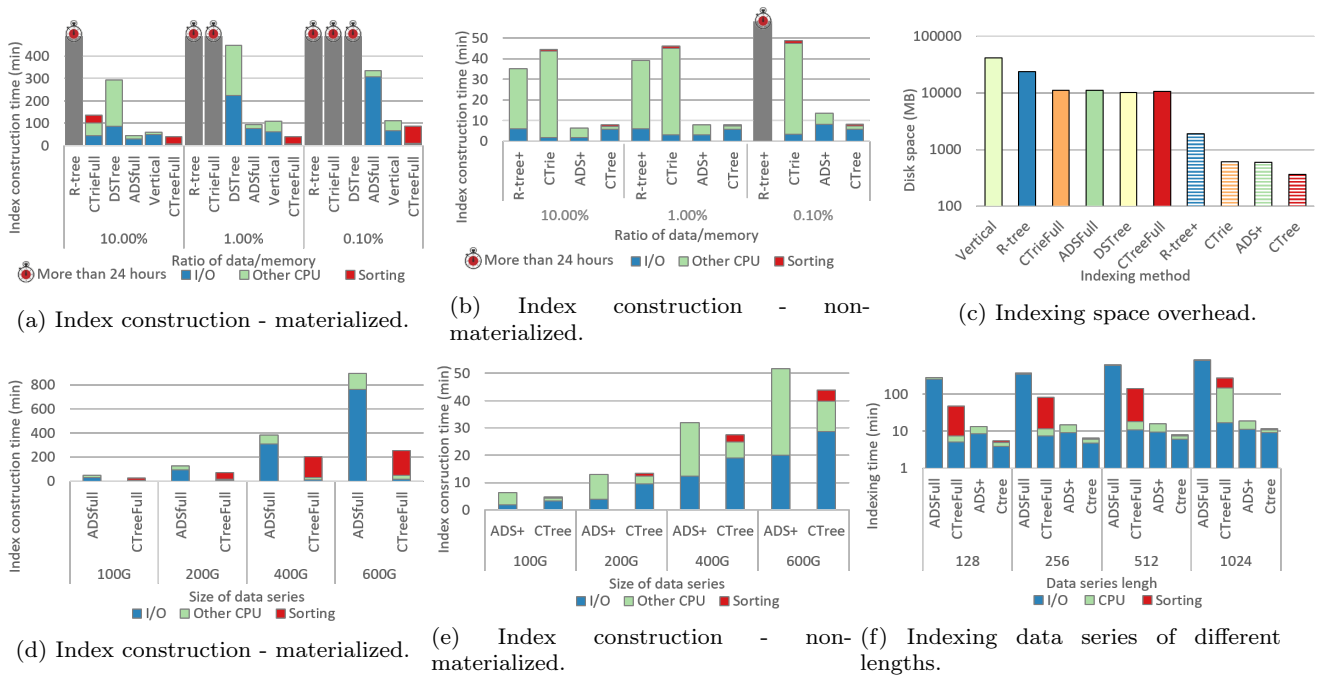 Index construction time (min)
400
300
200
100
0
R-tree
CTrieFull
DSTree
ADSfull
Vertical
CTreeFull
R-tree
CTrieFull
DSTree
ADSfull
Vertical
CTreeFull
R-tree
CTrieFull
DSTree
ADSfull
Vertical
CTreeFull
10.00% 1.00% 0.10%
Ratio of data/memory
More than 24 hours I/O Other CPU Sorting
(a) Index construction - materialized.
Index construction time (min)
50
40
30
20
10
0
R-tree+
CTrie
ADS+
CTree
R-tree+
CTrie
ADS+
CTree
R-tree+
CTrie
ADS+
CTree
10.00% 1.00% 0.10%
Ratio of data/memory
More than 24 hours I/O Other CPU Sorting
(b) Index construction - non-
materialized.
Disk space (MB)
100000
10000
1000
100
Vertical
R-tree
CTrieFull
ADSFull
DSTree
CTreeFull
R-tree+
CTrie
ADS+
CTree
Indexing method
(c) Indexing space overhead.
Index construction time (min)
800
600
400
200
0
ADSfull
CTreeFull
ADSfull
CTreeFull
ADSfull
CTreeFull
ADSfull
CTreeFull
100G 200G 400G 600G
Size of data series
I/O Other CPU Sorting
(d) Index construction - materialized.
Index consruction time (min)
50
40
30
20
10
0
ADS+ CTree ADS+ CTree ADS+ CTree ADS+ CTree
100G 200G 400G 600G
Size of data series
I/O Other CPU Sorting
(e) Index construction - non-
materialized.
Indexing time (min)
100
10
1
ADSFull
CTreeFull
ADS+
Ctree
ADSFull
CTreeFull
ADS+
Ctree
ADSFull
CTreeFull
ADS+
Ctree
ADSFull
CTreeFull
ADS+
Ctree
128 256 512 1024
Data series lengh
I/O CPU Sorting
(f) Indexing data series of different
lengths.